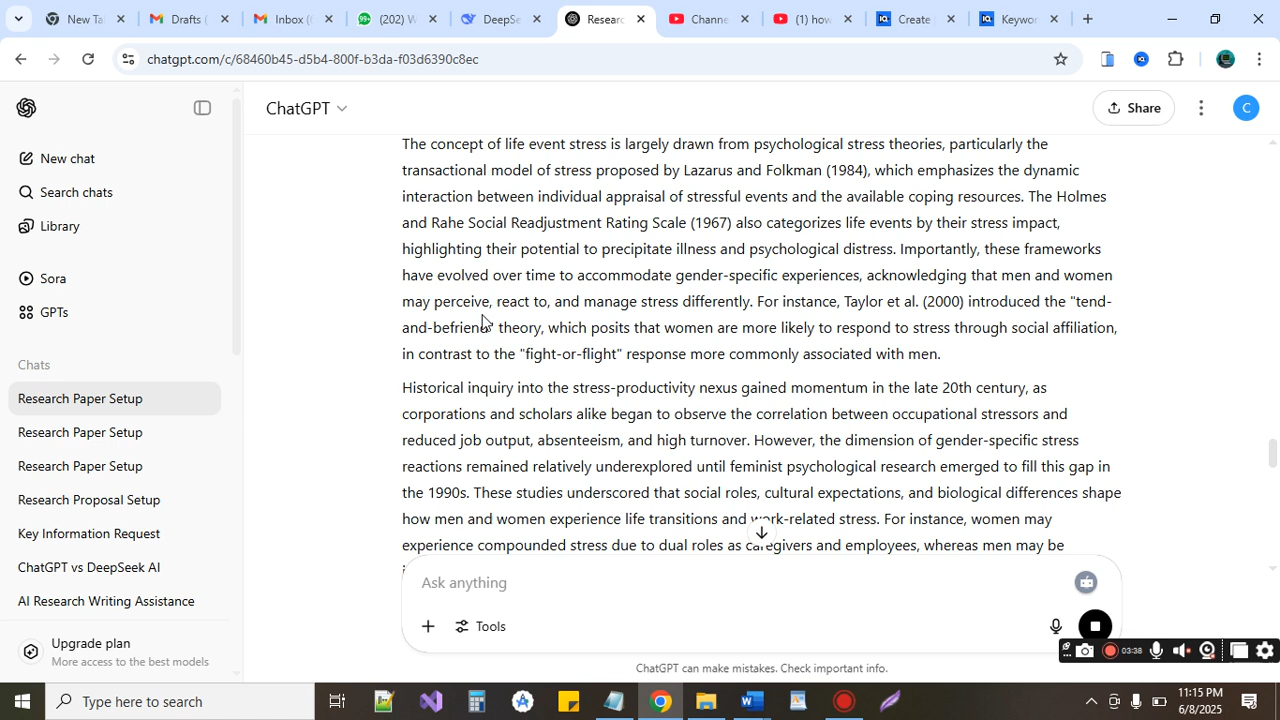 New Ta
Drafts (
Inbox (
(202) W
DeepSe
Researc
Channe
(1) how
Create
Keywor
chatgpt.com/c/68460b45-d5b4-800f-b3da-f03d6390c8ec
ChatGPT
Share
C
New chat
Search chats
Library
Sora
GPTs
Chats
Research Paper Setup
Research Paper Setup
Research Paper Setup
Research Proposal Setup
Key Information Request
ChatGPT vs DeepSeek AI
AI Research Writing Assistance
Upgrade plan
More access to the best models
The concept of life event stress is largely drawn from psychological stress theories, particularly the
transactional model of stress proposed by Lazarus and Folkman (1984), which emphasizes the dynamic
interaction between individual appraisal of stressful events and the available coping resources. The Holmes
and Rahe Social Readjustment Rating Scale (1967) also categorizes life events by their stress impact,
highlighting their potential to precipitate illness and psychological distress. Importantly, these frameworks
have evolved over time to accommodate gender-specific experiences, acknowledging that men and women
may perceive, react to, and manage stress differently. For instance, Taylor et al. (2000) introduced the "tend-
and-befriend" theory, which posits that women are more likely to respond to stress through social affiliation,
in contrast to the "fight-or-flight" response more commonly associated with men.
Historical inquiry into the stress-productivity nexus gained momentum in the late 20th century, as
corporations and scholars alike began to observe the correlation between occupational stressors and
reduced job output, absenteeism, and high turnover. However, the dimension of gender-specific stress
reactions remained relatively underexplored until feminist psychological research emerged to fill this gap in
the 1990s. These studies underscored that social roles, cultural expectations, and biological differences shape
how men and women experience life transitions and work-related stress. For instance, women may
experience compounded stress due to dual roles as caregivers and employees, whereas men may be
Ask anything
Tools
03:38
ChatGPT can make mistakes. Check important info.
Type here to search
11:15 PM
6/8/2025